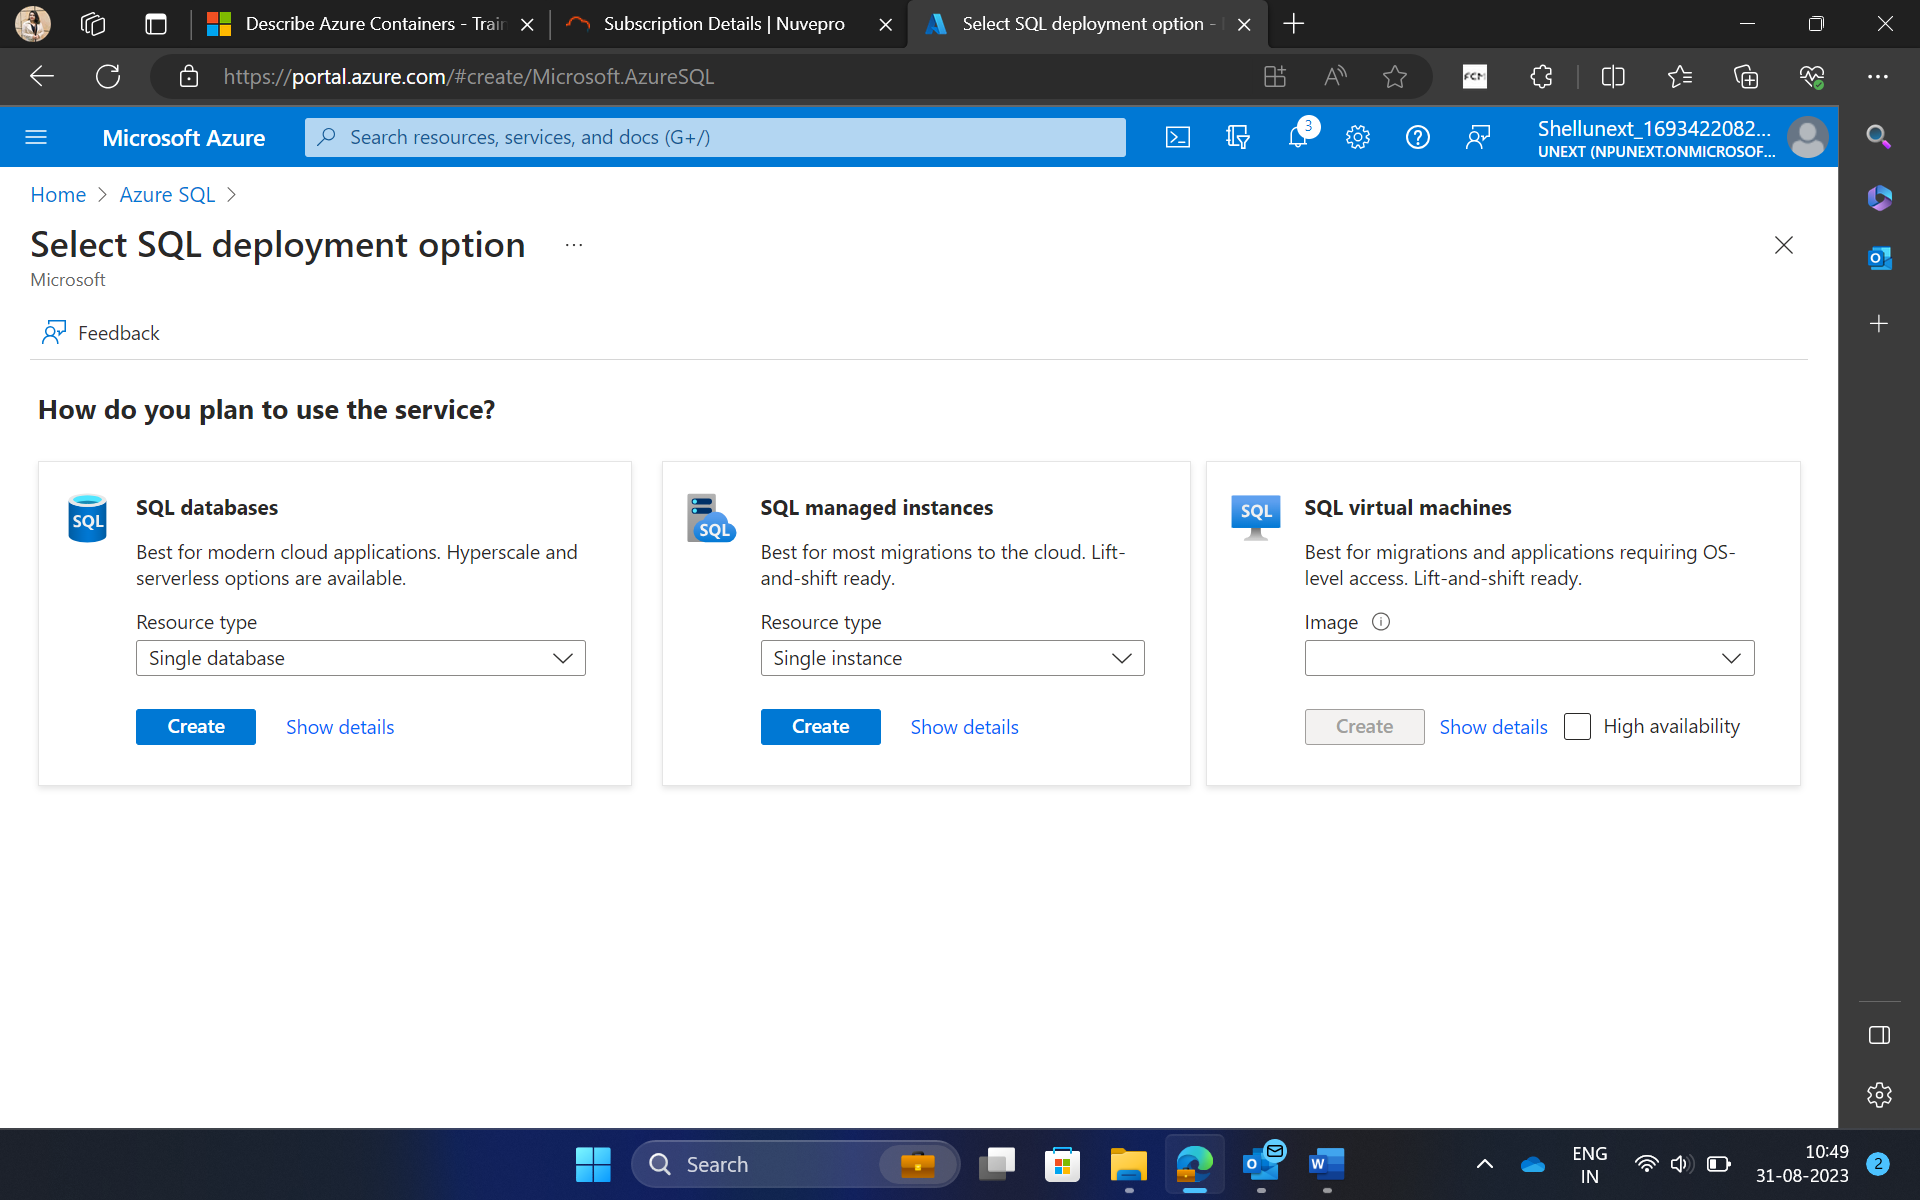 Describe Azure Containers - Train
Subscription Details | Nuvepro
Select SQL deployment option -
https://portal.azure.com/#create/Microsoft.AzureSQL
FCM
Microsoft Azure
Search resources, services, and docs (G+/)
3
Shellunext_1693422082...
UNEXT (NPUNEXT.ONMICROSOF...
Home > Azure SQL >
Select SQL deployment option ...
Microsoft
Feedback
How do you plan to use the service?
SQL
SQL databases
Best for modern cloud applications. Hyperscale and
serverless options are available.
Resource type
Single database
Create
Show details
SQL
SQL managed instances
Best for most migrations to the cloud. Lift-
and-shift ready.
Resource type
Single instance
Create
Show details
SQL
SQL virtual machines
Best for migrations and applications requiring OS-
level access. Lift-and-shift ready.
Image
Create
Show details
High availability
Search
ENG
IN
10:49
31-08-2023
2